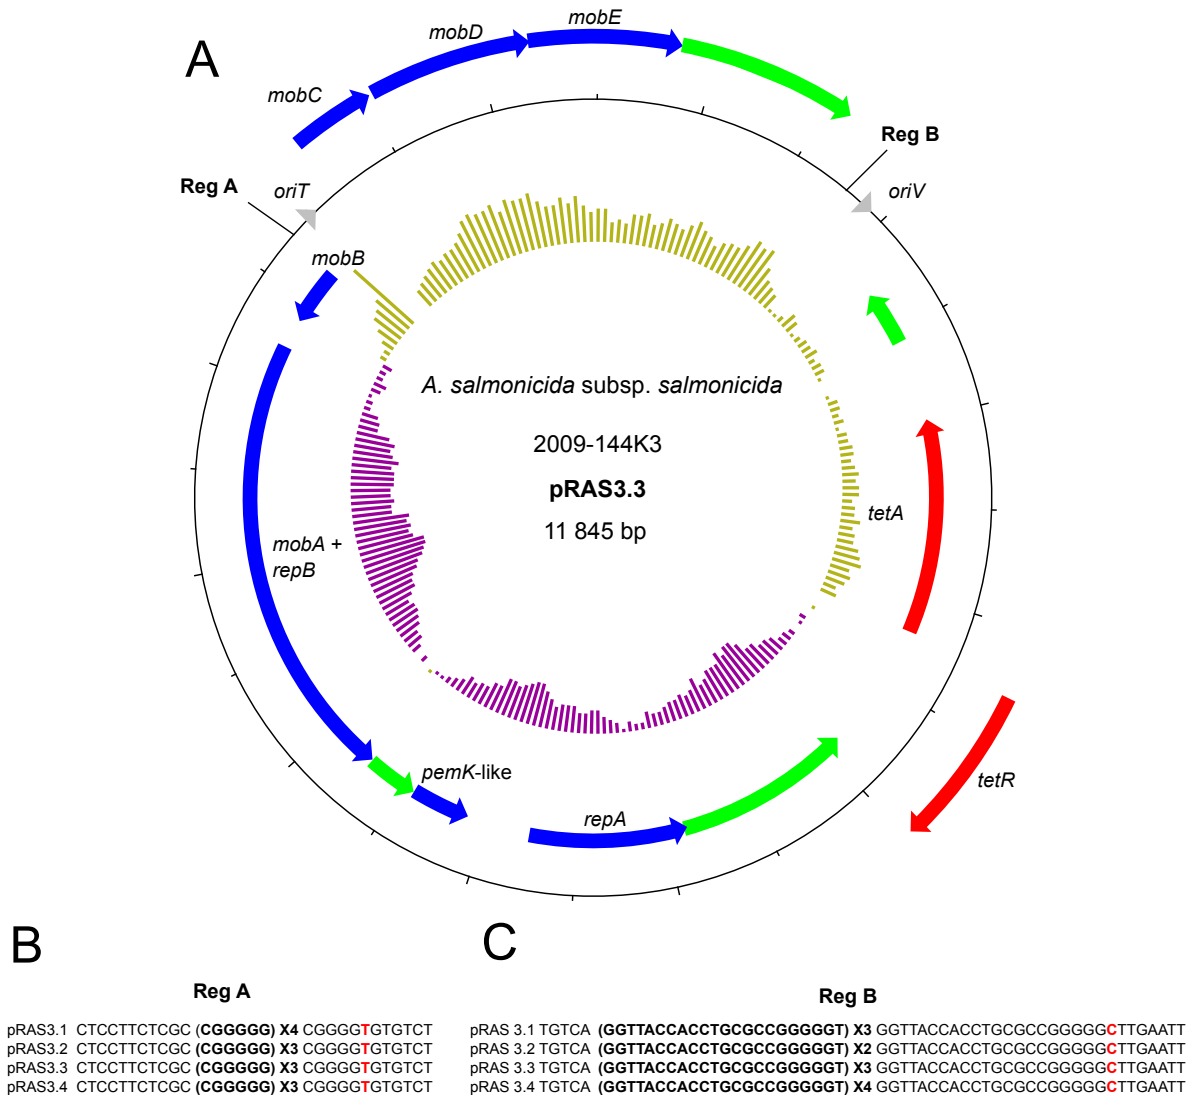 A
mobC
mobD
mobE
Reg A
oriT
Reg B
oriV
mobB
A. salmonicida subsp. salmonicida
2009-144K3
pRAS3.3
11 845 bp
tetA
mobA +
repB
pemK-like
repA
tetR
B
Reg A
pRAS3.1 CTCCTTCTCGC (CGGGGG) X4 CGGGGTGTGTCT
pRAS3.2 CTCCTTCTCGC (CGGGGG) X3 CGGGGTGTGTCT
pRAS3.3 CTCCTTCTCGC (CGGGGG) X3 CGGGGTGTGTCT
pRAS3.4 CTCCTTCTCGC (CGGGGG) X3 CGGGGTGTGTCT
C
Reg B
pRAS 3.1 TGTCA (GGTTACCACCTGCGCCGGGGGT) X3 GGTTACCACCTGCGCCGGGGGCTTGAATT
pRAS 3.2 TGTCA (GGTTACCACCTGCGCCGGGGGT) X2 GGTTACCACCTGCGCCGGGGGCTTGAATT
pRAS 3.3 TGTCA (GGTTACCACCTGCGCCGGGGGT) X3 GGTTACCACCTGCGCCGGGGGCTTGAATT
pRAS 3.4 TGTCA (GGTTACCACCTGCGCCGGGGGT) X4 GGTTACCACCTGCGCCGGGGGCTTGAATT